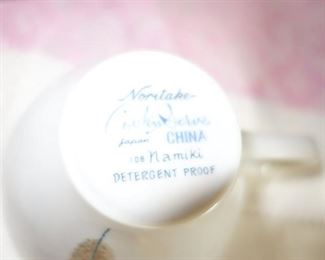 Noritake
Japan CHINA
108 Namiki
DETERGENT PROOF